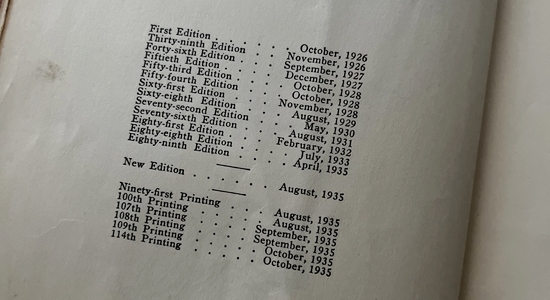 First Edition . . . . . October, 1926
Thirty-ninth Edition . . . November, 1926
Forty-sixth Edition . . . September, 1927
Fiftieth Edition . . . . December, 1927
Fifty-third Edition . . . . October, 1928
Fifty-fourth Edition . . . October, 1928
Sixty-first Edition . . . November, 1928
Sixty-eighth Edition . . . August, 1929
Seventy-second Edition . . . May, 1930
Seventy-sixth Edition . . . August, 1931
Eighty-first Edition . . . February, 1932
Eighty-eighth Edition . . . July, 1933
Eighty-ninth Edition . . . April, 1935
New Edition . . . . . August, 1935
Ninety-first Printing . . . August, 1935
100th Printing . . . . August, 1935
107th Printing . . . . September, 1935
108th Printing . . . . September, 1935
109th Printing . . . . October, 1935
114th Printing . . . . October, 1935